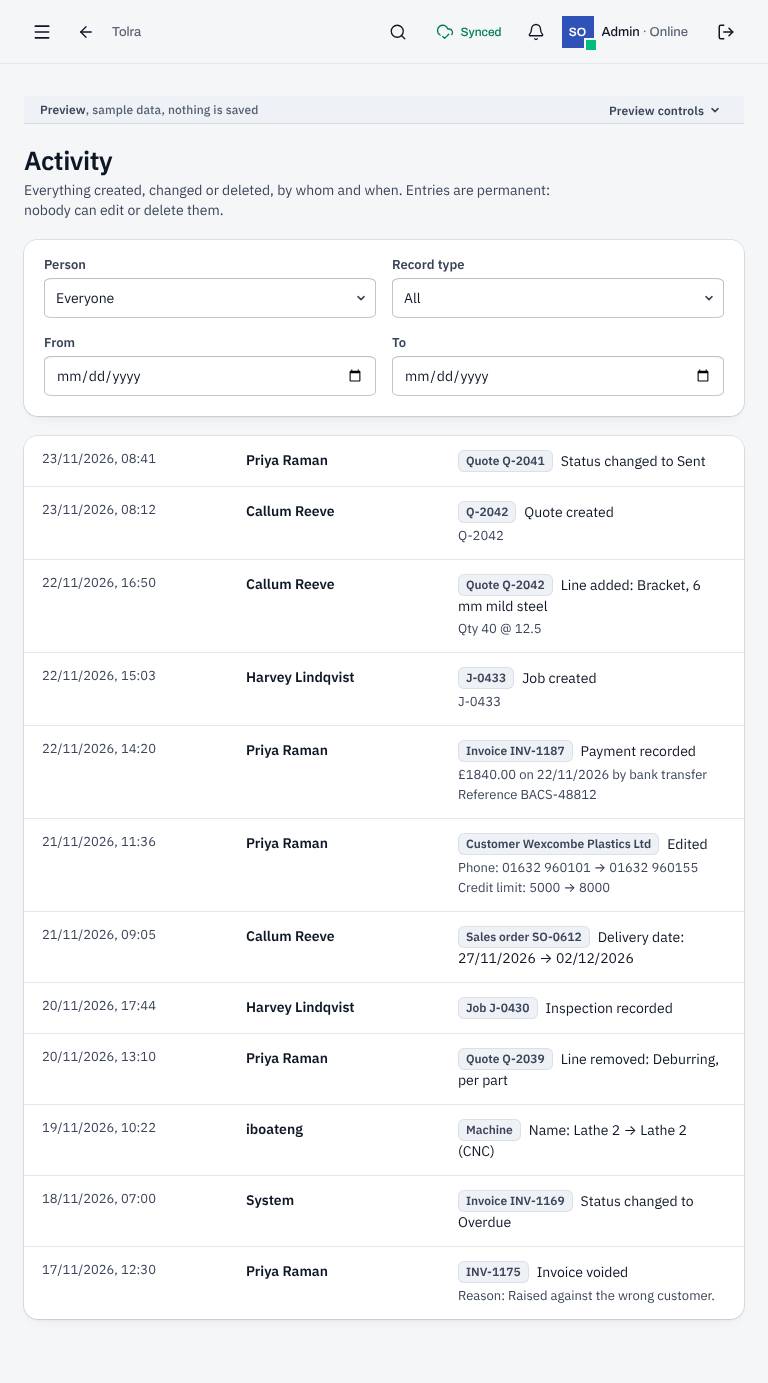 Tolra
Synced
SO
Admin · Online
Preview, sample data, nothing is saved
Preview controls
Activity
Everything created, changed or deleted, by whom and when. Entries are permanent:
nobody can edit or delete them.
Person
Record type
Everyone
All
From
To
mm/dd/yyyy
mm/dd/yyyy
23/11/2026, 08:41
Priya Raman
Quote Q-2041 Status changed to Sent
23/11/2026, 08:12
Callum Reeve
Q-2042 Quote created
Q-2042
22/11/2026, 16:50
Callum Reeve
Quote Q-2042 Line added: Bracket, 6
mm mild steel
Qty 40 @ 12.5
22/11/2026, 15:03
Harvey Lindqvist
J-0433 Job created
J-0433
22/11/2026, 14:20
Priya Raman
Invoice INV-1187 Payment recorded
£1840.00 on 22/11/2026 by bank transfer
Reference BACS-48812
21/11/2026, 11:36
Priya Raman
Customer Wexcombe Plastics Ltd Edited
Phone: 01632 960101 → 01632 960155
Credit limit: 5000 → 8000
21/11/2026, 09:05
Callum Reeve
Sales order SO-0612 Delivery date:
27/11/2026 → 02/12/2026
20/11/2026, 17:44
Harvey Lindqvist
Job J-0430 Inspection recorded
20/11/2026, 13:10
Priya Raman
Quote Q-2039 Line removed: Deburring,
per part
19/11/2026, 10:22
iboateng
Machine Name: Lathe 2 → Lathe 2
(CNC)
18/11/2026, 07:00
System
Invoice INV-1169 Status changed to
Overdue
17/11/2026, 12:30
Priya Raman
INV-1175 Invoice voided
Reason: Raised against the wrong customer.